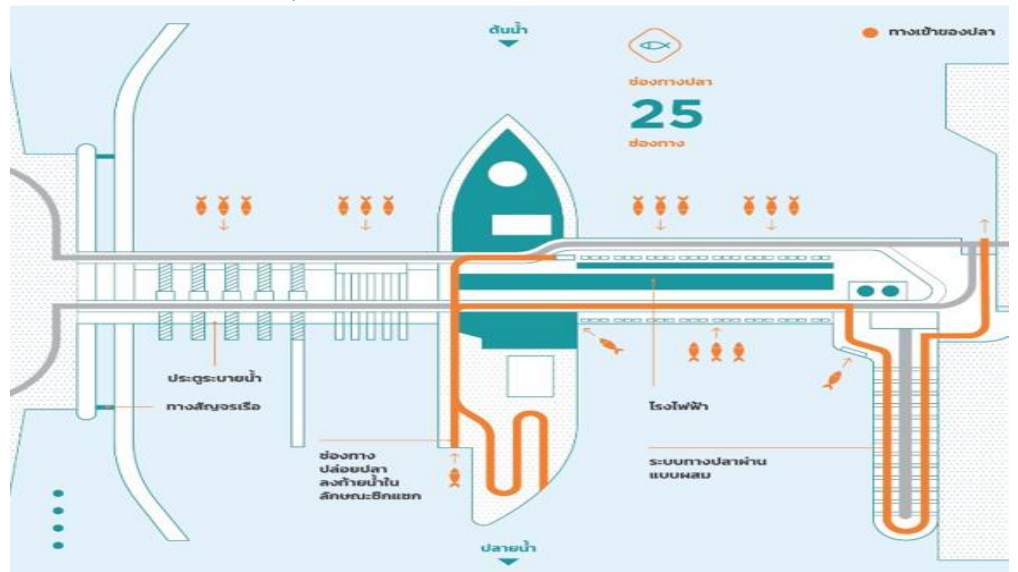 ต้นน้ำ
ทางเข้าของปลา
ช่องทางปลา
25
ช่องทาง
ประตูระบายน้ำ
ทางสัญจรเรือ
ช่องทาง
ปล่อยปลา
ลงท้ายน้ำใน
ลักษณะซิกแซก
โรงไฟฟ้า
ระบบทางปลาผ่าน
แบบผสม
ปลายน้ำ